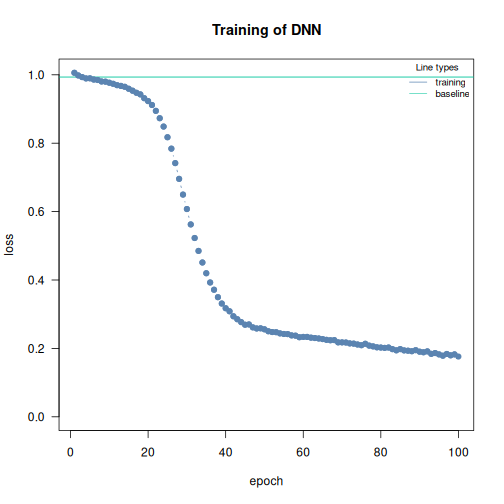 Training of DNN
Line types
training
baseline
loss
1.0
0.8
0.6
0.4
0.2
0.0
0 20 40 60 80 100
epoch